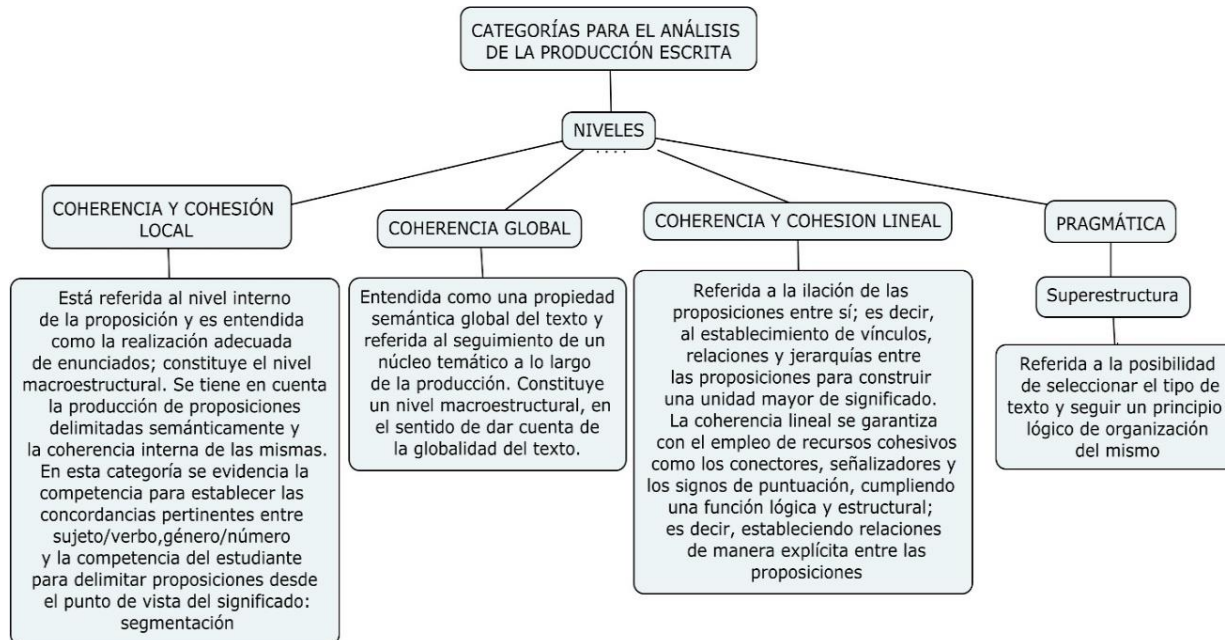 CATEGORÍAS PARA EL ANÁLISIS
DE LA PRODUCCIÓN ESCRITA
NIVELES
COHERENCIA Y COHESIÓN
LOCAL
Está referida al nivel interno
de la proposición y es entendida
como la realización adecuada
de enunciados; constituye el nivel
macroestructural. Se tiene en cuenta
la producción de proposiciones
delimitadas semánticamente y
la coherencia interna de las mismas.
En esta categoría se evidencia la
competencia para establecer las
concordancias pertinentes entre
sujeto/verbo,género/número
y la competencia del estudiante
para delimitar proposiciones desde
el punto de vista del significado:
segmentación
COHERENCIA GLOBAL
Entendida como una propiedad
semántica global del texto y
referida al seguimiento de un
núcleo temático a lo largo
de la producción. Constituye
un nivel macroestructural, en
el sentido de dar cuenta de
la globalidad del texto.
COHERENCIA Y COHESION LINEAL
Referida a la ilación de las
proposiciones entre sí; es decir,
al establecimiento de vínculos,
relaciones y jerarquías entre
las proposiciones para construir
una unidad mayor de significado.
La coherencia lineal se garantiza
con el empleo de recursos cohesivos
como los conectores, señalizadores y
los signos de puntuación, cumpliendo
una función lógica y estructural;
es decir, estableciendo relaciones
de manera explícita entre las
proposiciones
PRAGMÁTICA
Superestructura
Referida a la posibilidad
de seleccionar el tipo de
texto y seguir un principio
lógico de organización
del mismo